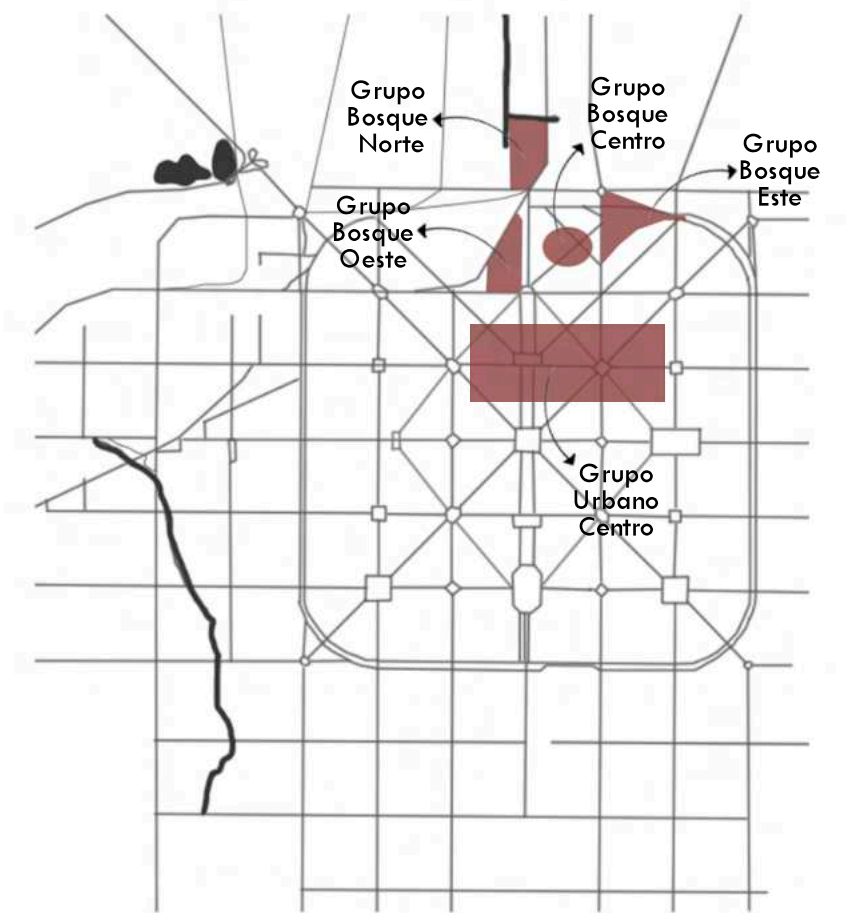 Grupo
Bosque
Norte
Grupo
Bosque
Centro
Grupo
Bosque
Este
Grupo
Bosque
Oeste
Grupo
Urbano
Centro